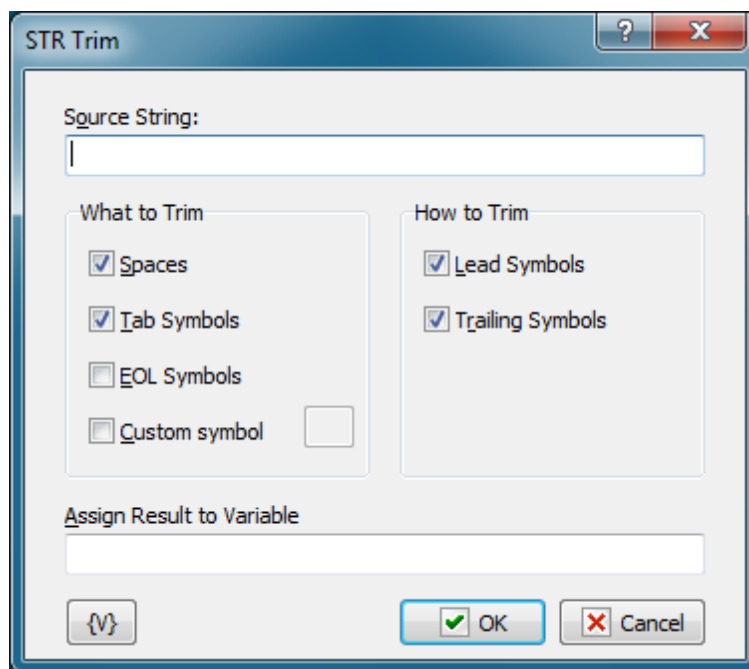 STR Trim
?
Source String:
What to Trim
Spaces
Tab Symbols
EOL Symbols
Custom symbol
How to Trim
Lead Symbols
Trailing Symbols
Assign Result to Variable
{V}
OK
Cancel